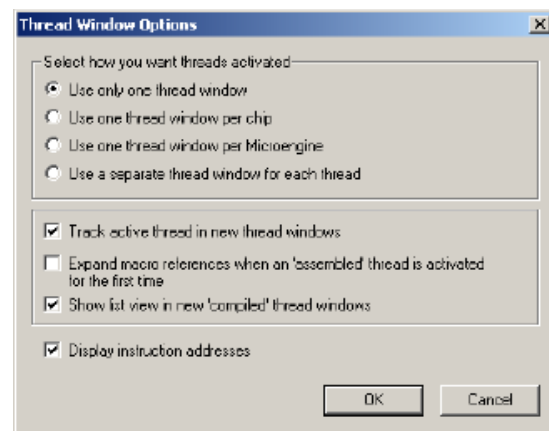 Thread Window Options
Select how you want threads activated
Use only one thread window
Use one thread window per chip
Use one thread window per Microengine
Use a separate thread window for each thread
Track active thread in new thread windows
Expand macro references when an 'assembled' thread is activated
for the first time
Show list view in new 'compiled' thread windows
Display instruction addresses
OK
Cancel